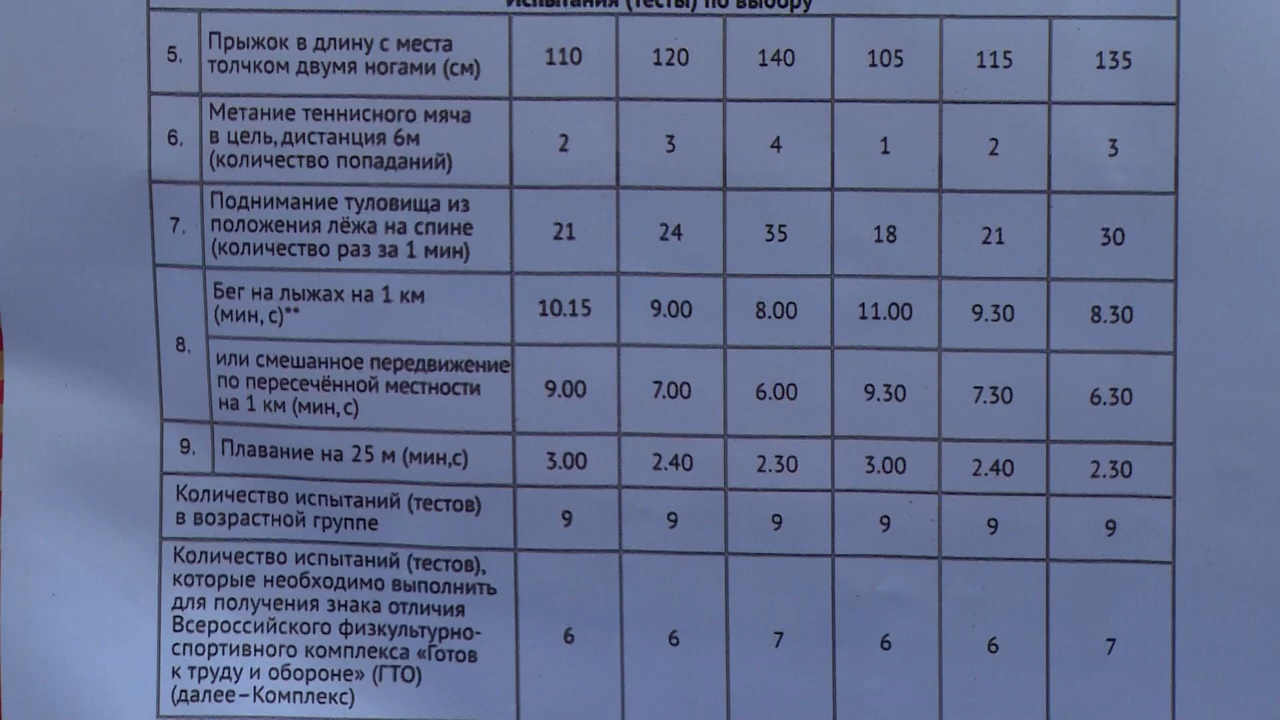 Испытания (тесты) по выбору
5. Прыжок в длину с места
толчком двумя ногами (см) 110 120 140 105 115 135
6. Метание теннисного мяча
в цель, дистанция 6м
(количество попаданий) 2 3 4 1 2 3
7. Поднимание туловища из
положения лёжа на спине
(количество раз за 1 мин) 21 24 35 18 21 30
8. Бег на лыжах на 1 км
(мин, с)** 10.15 9.00 8.00 11.00 9.30 8.30
или смешанное передвижение
по пересечённой местности
на 1 км (мин, с) 9.00 7.00 6.00 9.30 7.30 6.30
9. Плавание на 25 м (мин,с) 3.00 2.40 2.30 3.00 2.40 2.30
Количество испытаний (тестов)
в возрастной группе 9 9 9 9 9 9
Количество испытаний (тестов),
которые необходимо выполнить
для получения знака отличия
Всероссийского физкультурно-
спортивного комплекса «Готов
к труду и обороне» (ГТО)
(далее–Комплекс) 6 6 7 6 6 7